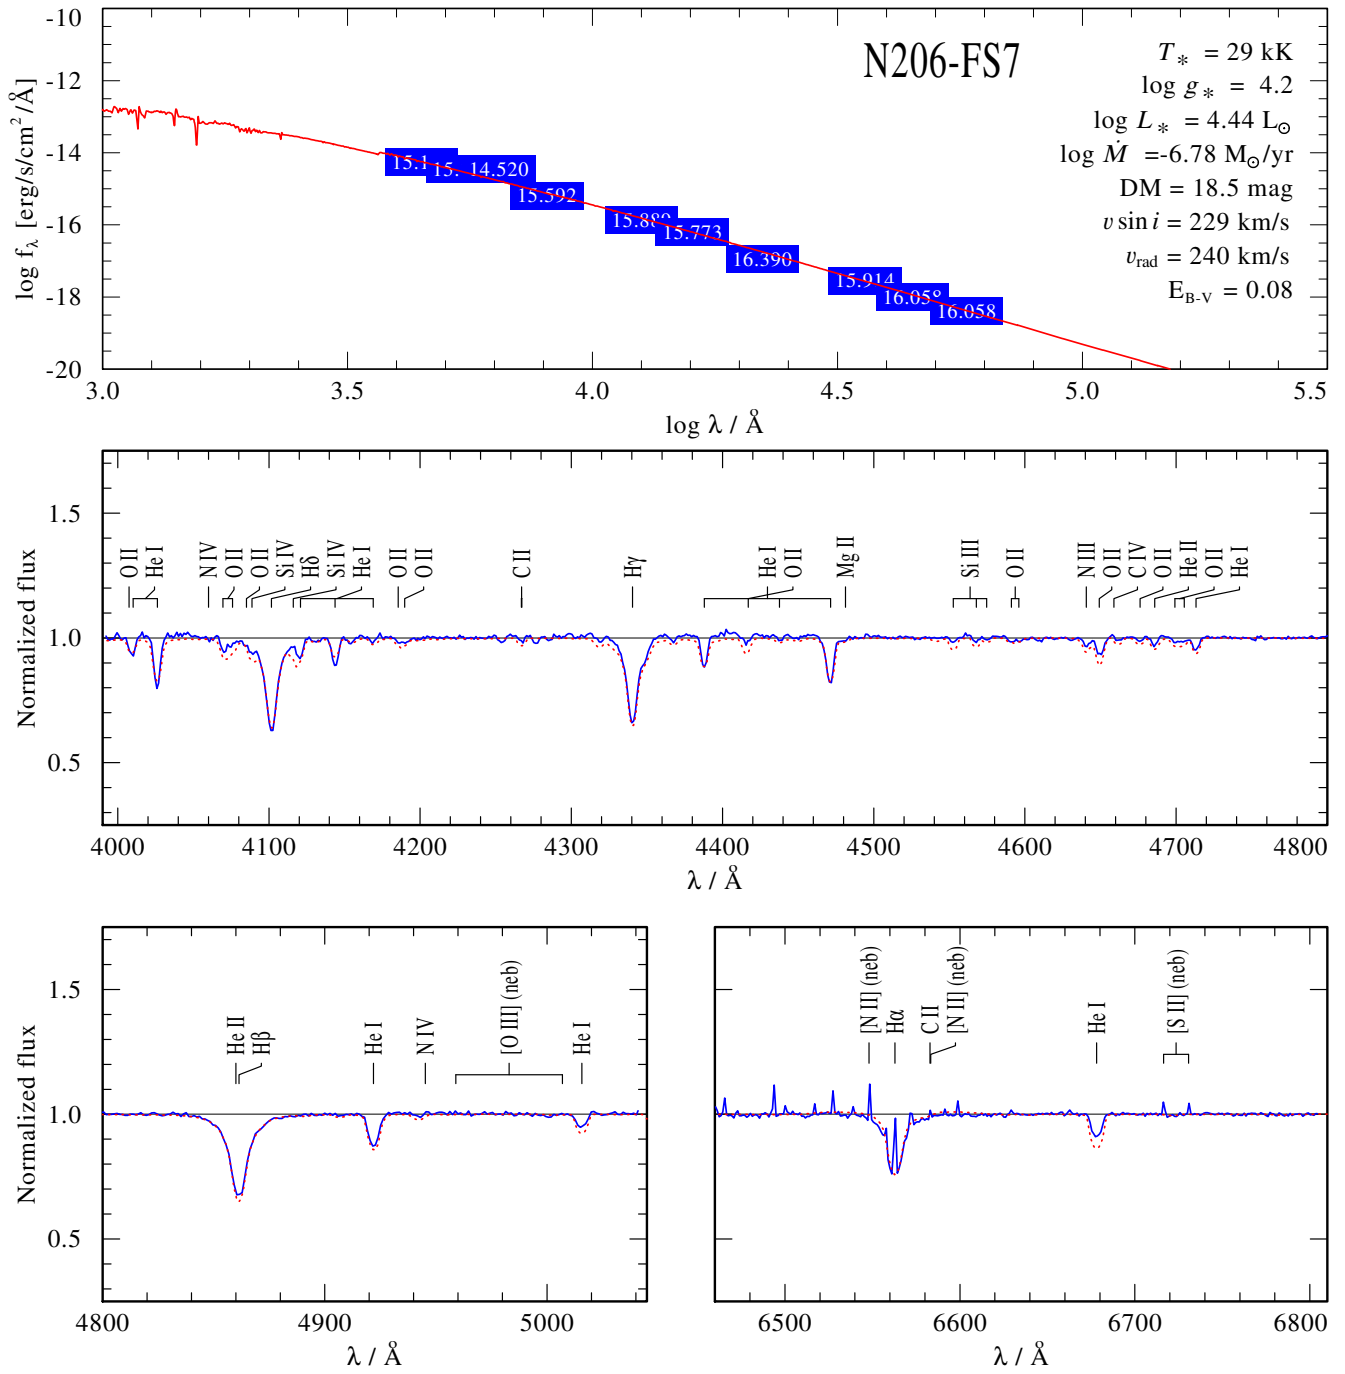 N206-FS7
T* = 29 kK
log g* = 4.2
log L* = 4.44 L⊙
log Ṁ =-6.78 M⊙/yr
DM = 18.5 mag
v sin i = 229 km/s
v_rad = 240 km/s
E_B-V = 0.08
log f_λ [erg/s/cm²/Å]
-10
-12
-14
-16
-18
-20
14.520
15.592
15.773
16.390
15.914
16.058
16.058
3.0 3.5 4.0 4.5 5.0 5.5
log λ / Å
Normalized flux
1.5
1.0
0.5
O II He I N IV O II O II Si IV Hδ Si IV He I O II O II C II Hγ He I O II Mg II Si III O II N III O II C IV O II He II O II He I
4000 4100 4200 4300 4400 4500 4600 4700 4800
λ / Å
Normalized flux
1.5
1.0
0.5
He II Hβ He I N IV [O III] (neb) He I
4800 4900 5000
λ / Å
[N II] (neb) Hα C II [N II] (neb) He I [S II] (neb)
6500 6600 6700 6800
λ / Å